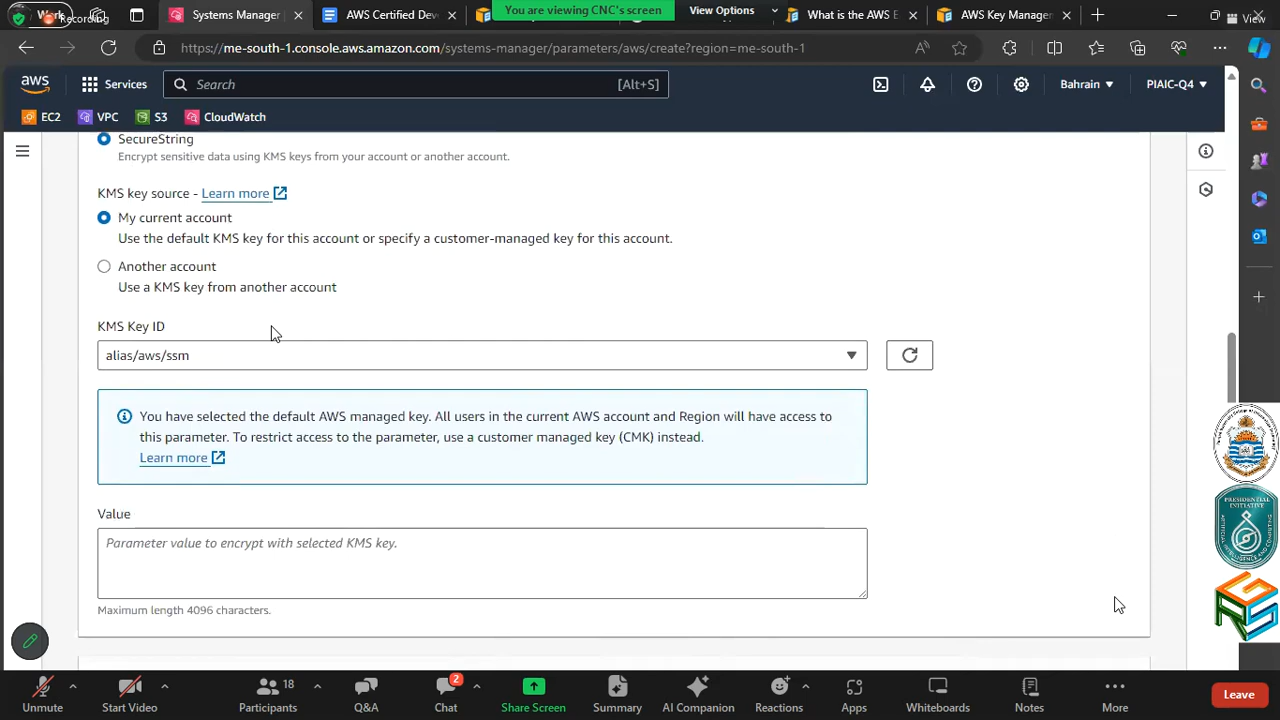 Recording
Systems Manager
AWS Certified Dev
You are viewing CNC's screen
View Options
What is the AWS E
AWS Key Manage
View
https://me-south-1.console.aws.amazon.com/systems-manager/parameters/aws/create?region=me-south-1
aws
Services
Search
[Alt+S]
Bahrain
PIAIC-Q4
EC2
VPC
S3
CloudWatch
SecureString
Encrypt sensitive data using KMS keys from your account or another account.
KMS key source - Learn more
My current account
Use the default KMS key for this account or specify a customer-managed key for this account.
Another account
Use a KMS key from another account
KMS Key ID
alias/aws/ssm
You have selected the default AWS managed key. All users in the current AWS account and Region will have access to
this parameter. To restrict access to the parameter, use a customer managed key (CMK) instead.
Learn more
Value
Parameter value to encrypt with selected KMS key.
Maximum length 4096 characters.
Unmute
Start Video
18
Participants
Q&A
2
Chat
Share Screen
Summary
AI Companion
Reactions
Apps
Whiteboards
Notes
More
Leave